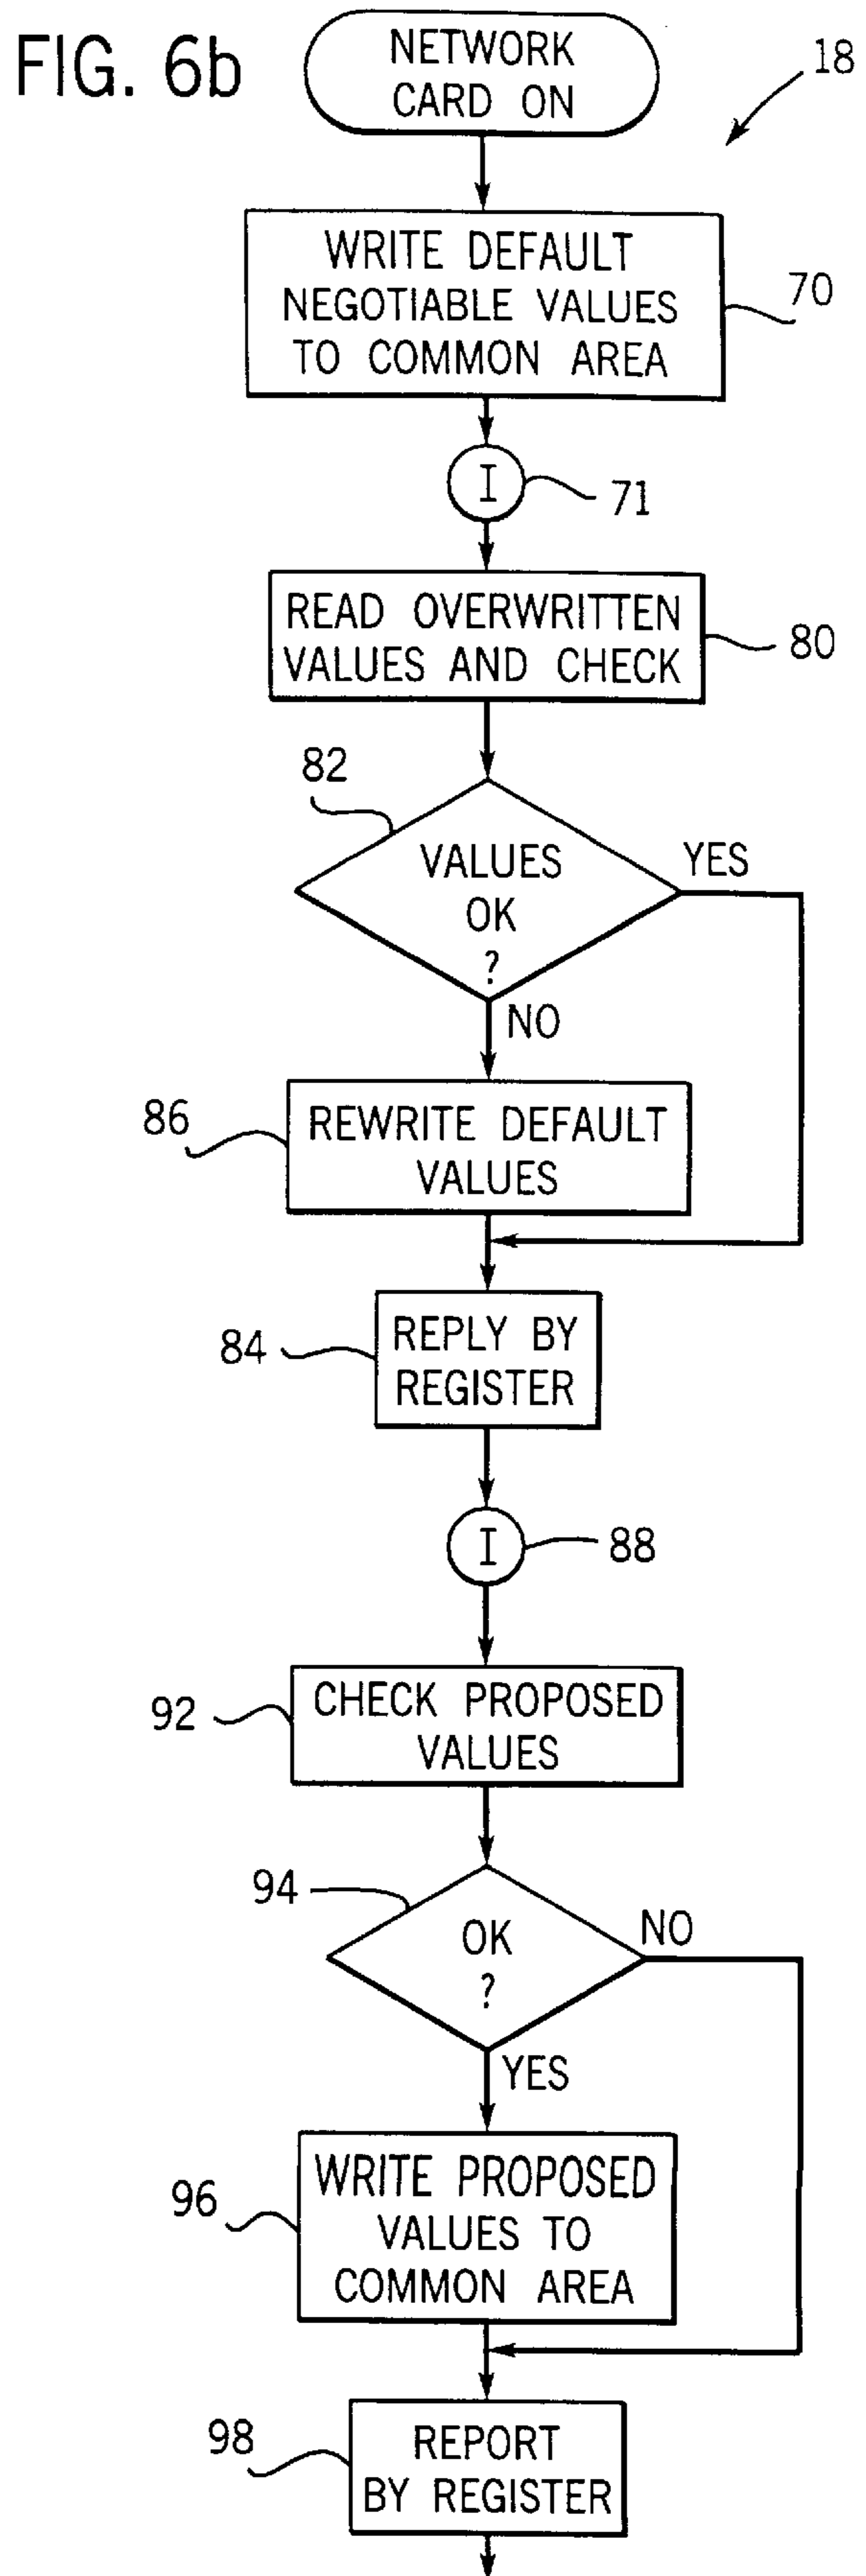 FIG. 6b
NETWORK
CARD ON
18
WRITE DEFAULT
NEGOTIABLE VALUES
TO COMMON AREA
70
I
71
READ OVERWRITTEN
VALUES AND CHECK
80
82
VALUES
OK
?
YES
NO
86
REWRITE DEFAULT
VALUES
84
REPLY BY
REGISTER
I
88
92
CHECK PROPOSED
VALUES
94
OK
?
NO
YES
96
WRITE PROPOSED
VALUES TO
COMMON AREA
98
REPORT
BY REGISTER